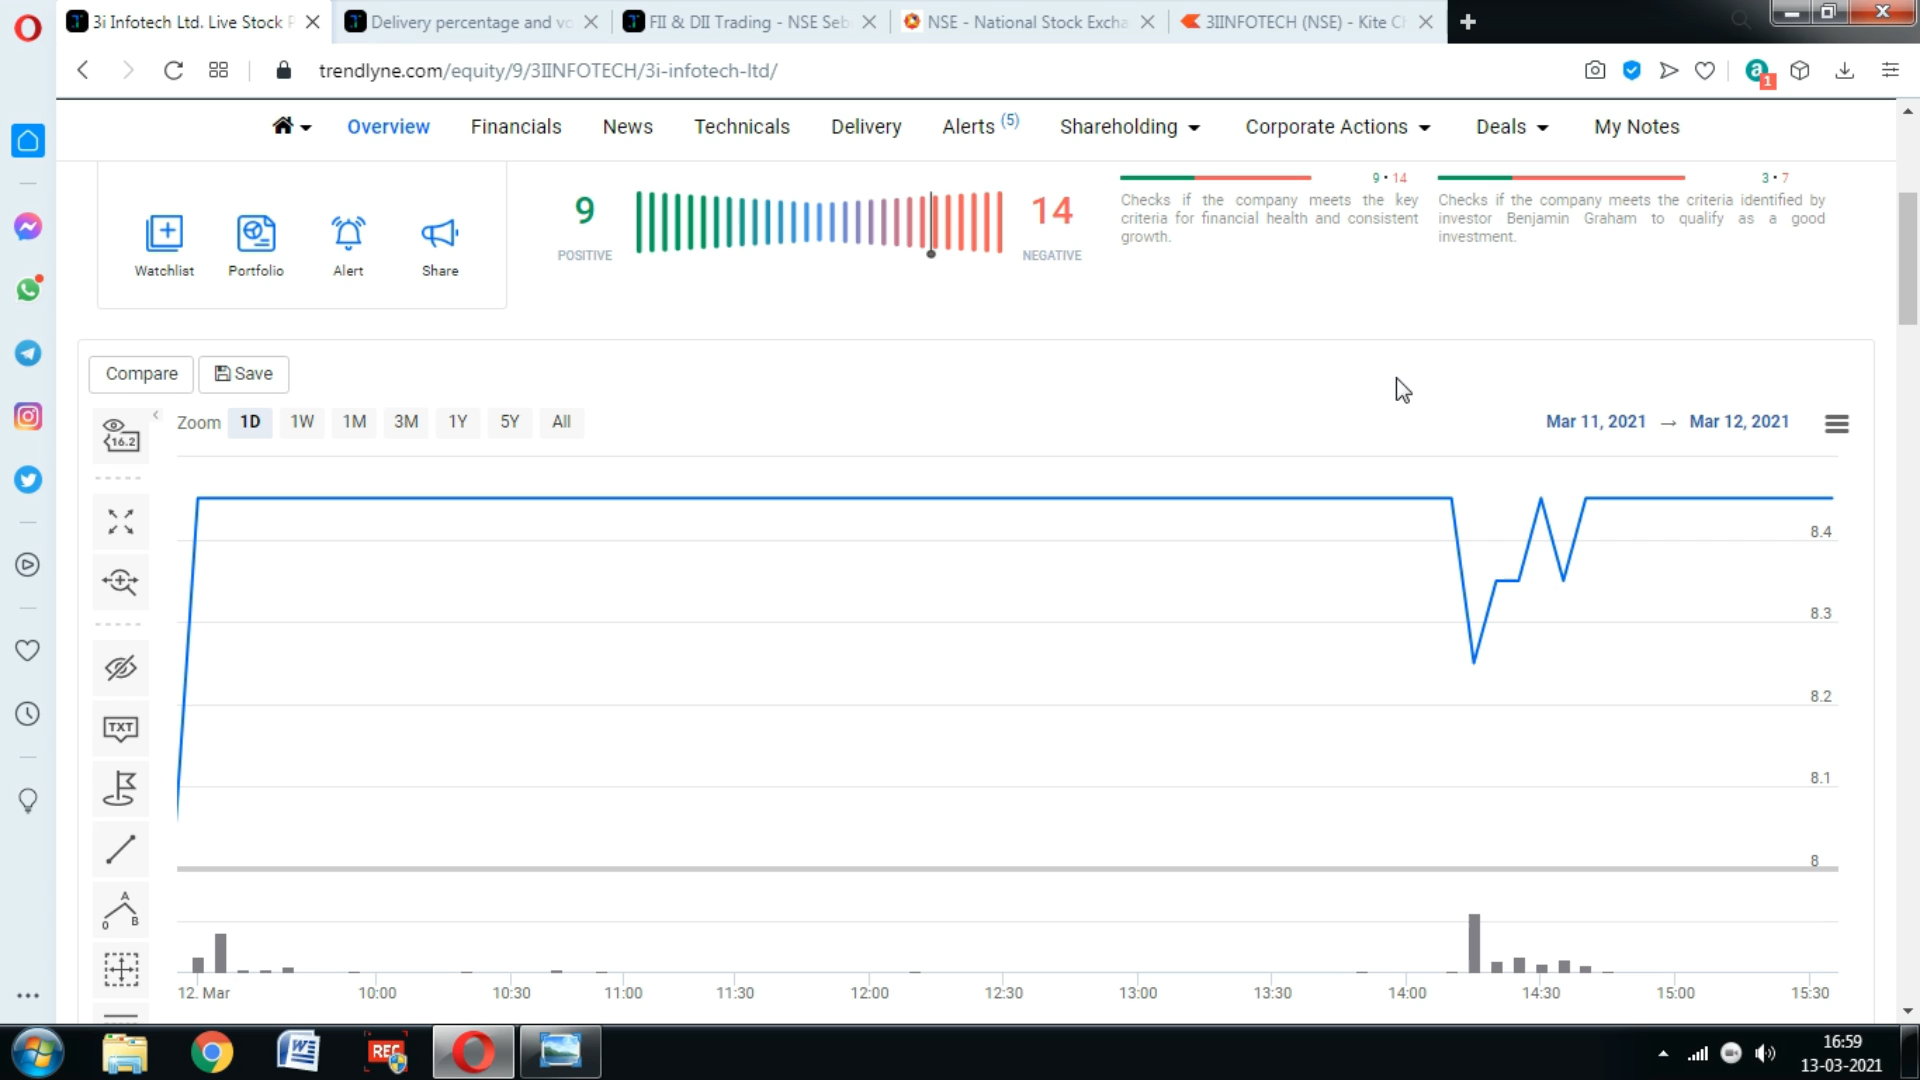 3i Infotech Ltd. Live Stock P
Delivery percentage and vo
FII & DII Trading - NSE Seb
NSE - National Stock Excha
3IINFOTECH (NSE) - Kite Ch
trendlyne.com/equity/9/3IINFOTECH/3i-infotech-ltd/
a 1
Overview Financials News Technicals Delivery Alerts (5) Shareholding Corporate Actions Deals My Notes
Watchlist Portfolio Alert Share
9
POSITIVE
14
NEGATIVE
9 • 14
Checks if the company meets the key
criteria for financial health and consistent
growth.
3 • 7
Checks if the company meets the criteria identified by
investor Benjamin Graham to qualify as a good
investment.
Compare Save
16.2
Zoom 1D 1W 1M 3M 1Y 5Y All
Mar 11, 2021 → Mar 12, 2021
8.4
8.3
8.2
8.1
8
TXT
A
0 B
12. Mar 10:00 10:30 11:00 11:30 12:00 12:30 13:00 13:30 14:00 14:30 15:00 15:30
W
REC
16:59
13-03-2021